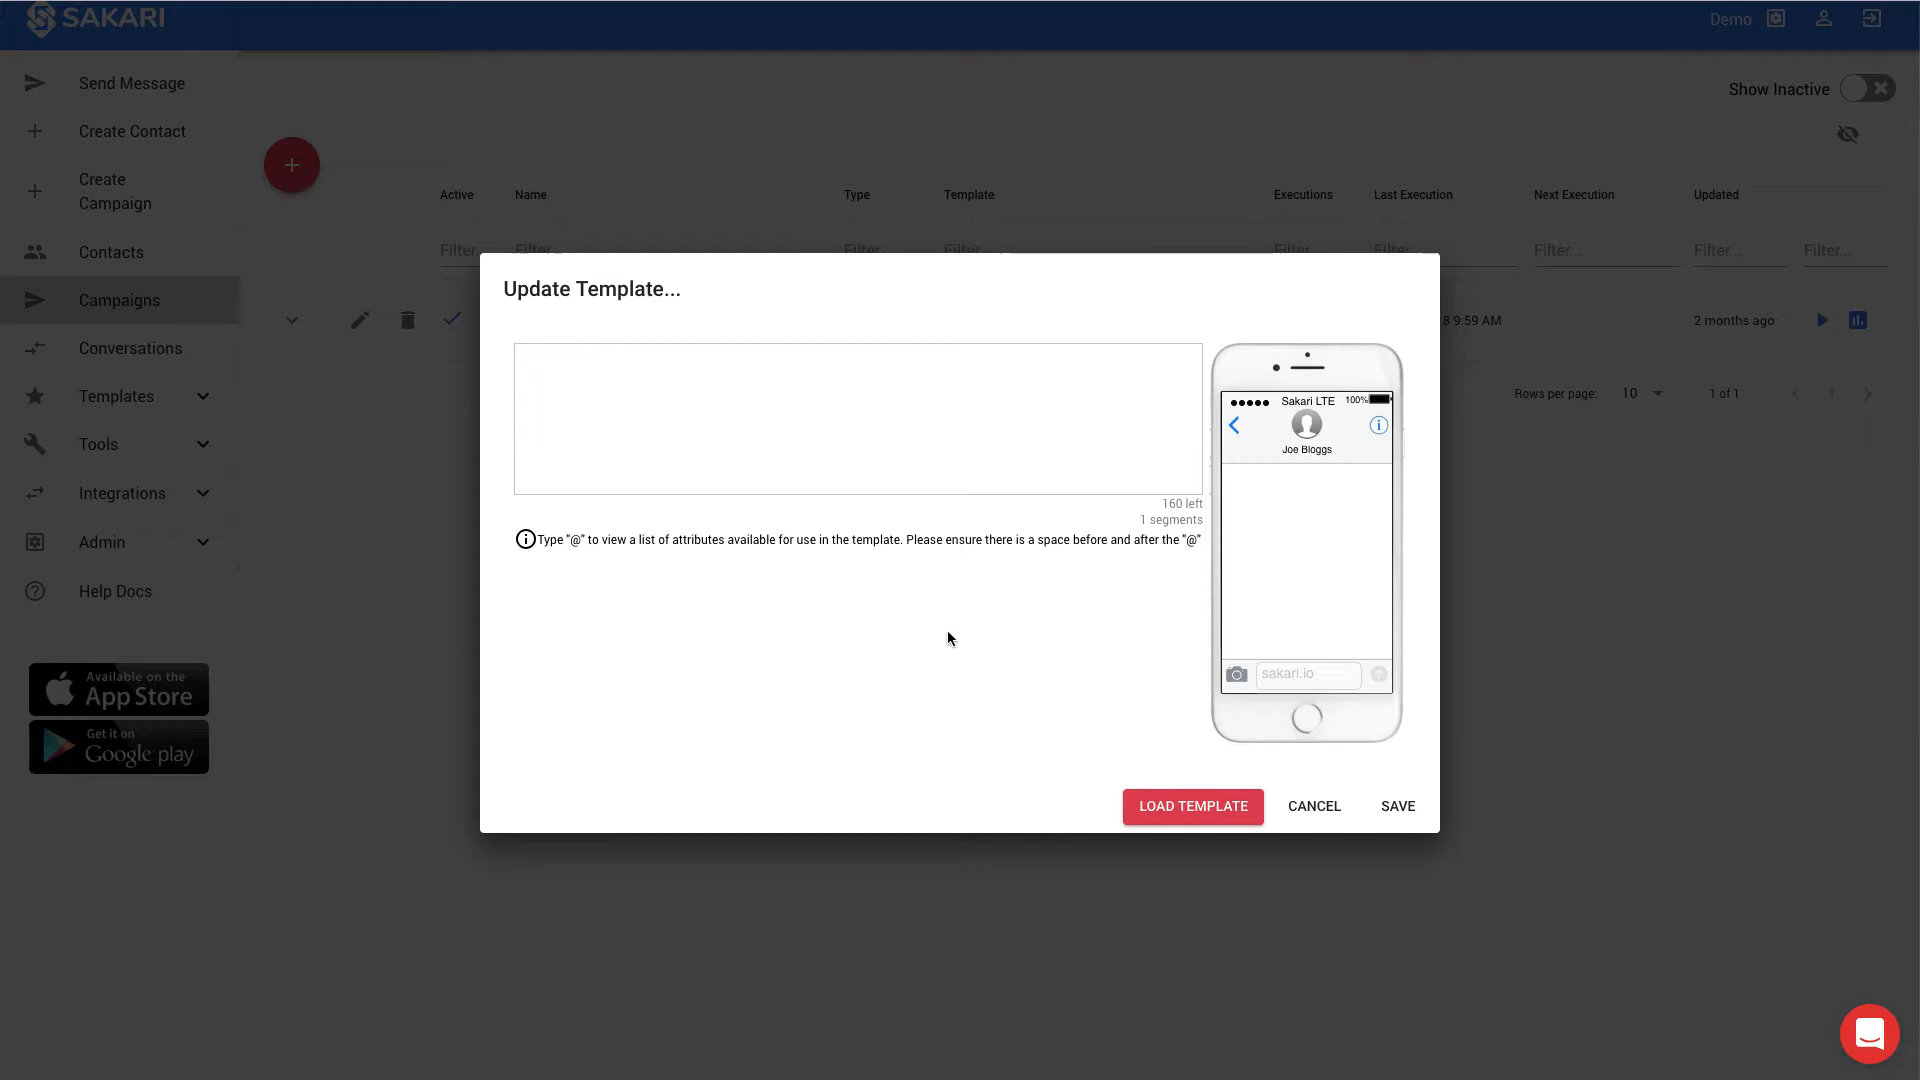 SAKARI
Demo
Send Message
Create Contact
Create
Campaign
Contacts
Campaigns
Conversations
Templates
Tools
Integrations
Admin
Help Docs
Available on the
App Store
Get it on
Google play
Show Inactive
Active Name Type Template Executions Last Execution Next Execution Updated
Filter... Filter... Filter... Filter... Filter... Filter... Filter... Filter... Filter...
8 9:59 AM 2 months ago
Rows per page: 10 1 of 1 1
Update Template...
160 left
1 segments
Type "@" to view a list of attributes available for use in the template. Please ensure there is a space before and after the "@"
Sakari LTE 100%
Joe Bloggs
sakari.io
LOAD TEMPLATE CANCEL SAVE